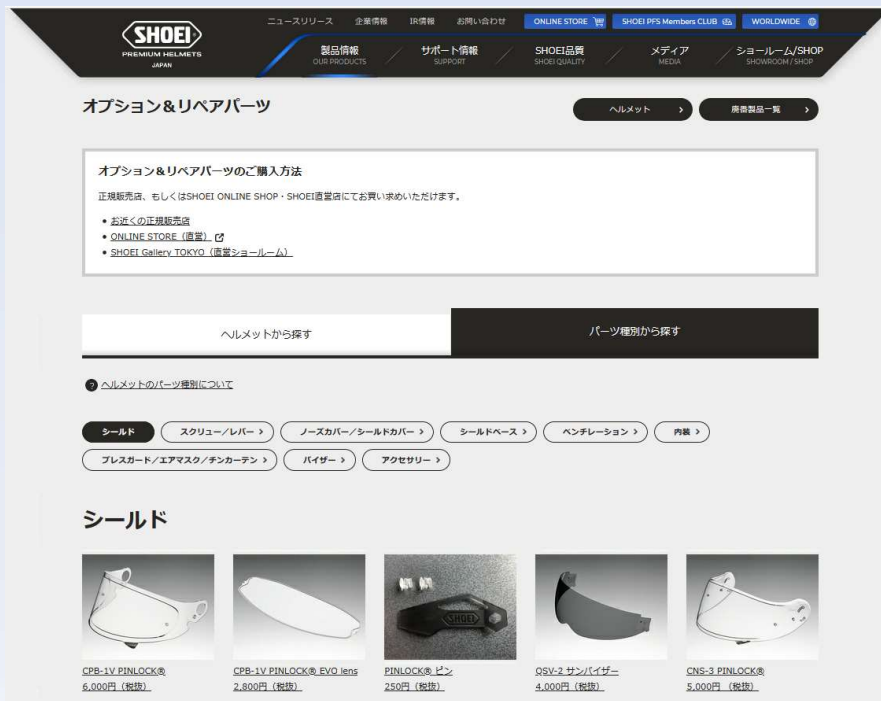 ニュースリリース 企業情報 IR情報 お問い合わせ ONLINE STORE SHOEI PFS Members CLUB WORLDWIDE
SHOEI
PREMIUM HELMETS
JAPAN
製品情報 サポート情報 SHOEI品質 メディア ショールーム/SHOP
OUR PRODUCTS SUPPORT SHOEI QUALITY MEDIA SHOWROOM / SHOP
オプション&リペアパーツ
ヘルメット 廃番製品一覧
オプション&リペアパーツのご購入方法
正規販売店、もしくはSHOEI ONLINE SHOP・SHOEI直営店にてお買い求めいただけます。
• お近くの正規販売店
• ONLINE STORE（直営）
• SHOEI Gallery TOKYO（直営ショールーム）
ヘルメットから探す パーツ種別から探す
? ヘルメットのパーツ種別について
シールド スクリュー／レバー ノーズカバー／シールドカバー シールドベース ベンチレーション 内装
ブレスガード／エアマスク／チンカーテン バイザー アクセサリー
シールド
SHOEI
CPB-1V PINLOCK® CPB-1V PINLOCK® EVO lens PINLOCK® ピン QSV-2 サンバイザー CNS-3 PINLOCK®
6,000円（税抜） 2,800円（税抜） 250円（税抜） 4,000円（税抜） 5,000円 （税抜）